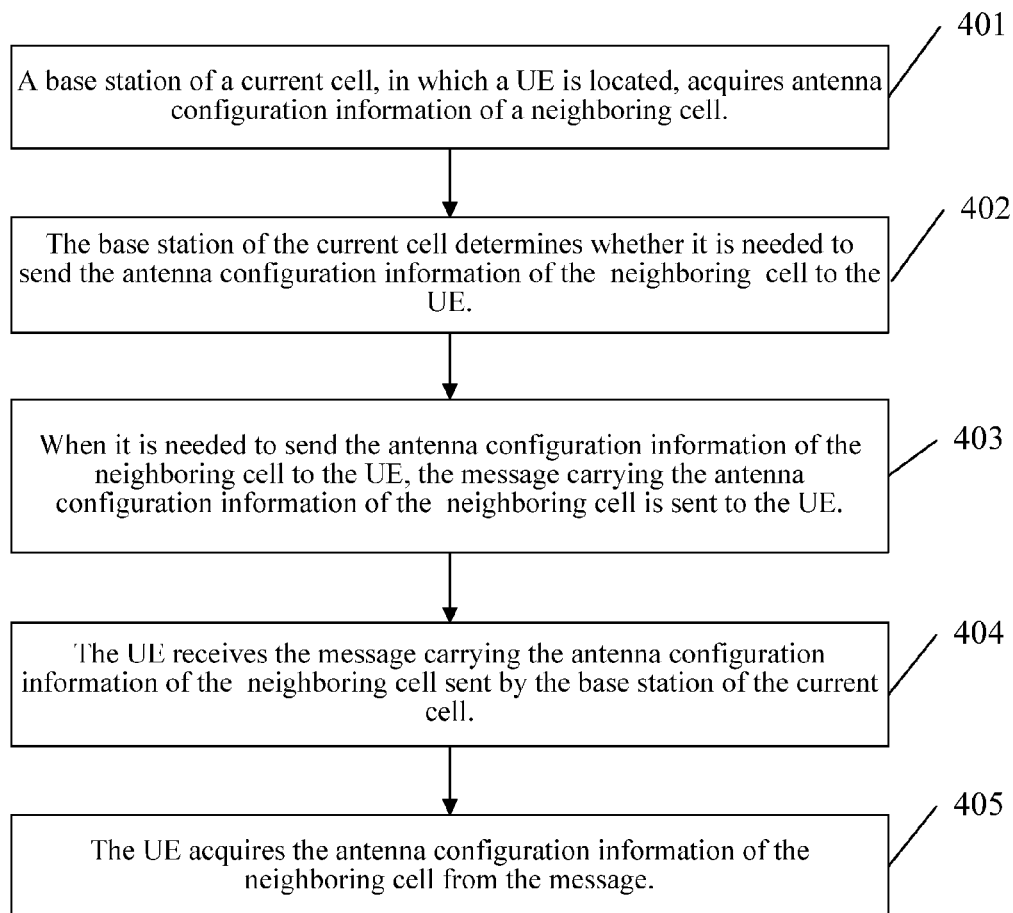 401
A base station of a current cell, in which a UE is located, acquires antenna
configuration information of a neighboring cell.
402
The base station of the current cell determines whether it is needed to
send the antenna configuration information of the neighboring cell to the
UE.
403
When it is needed to send the antenna configuration information of the
neighboring cell to the UE, the message carrying the antenna
configuration information of the neighboring cell is sent to the UE.
404
The UE receives the message carrying the antenna configuration
information of the neighboring cell sent by the base station of the current
cell.
405
The UE acquires the antenna configuration information of the
neighboring cell from the message.